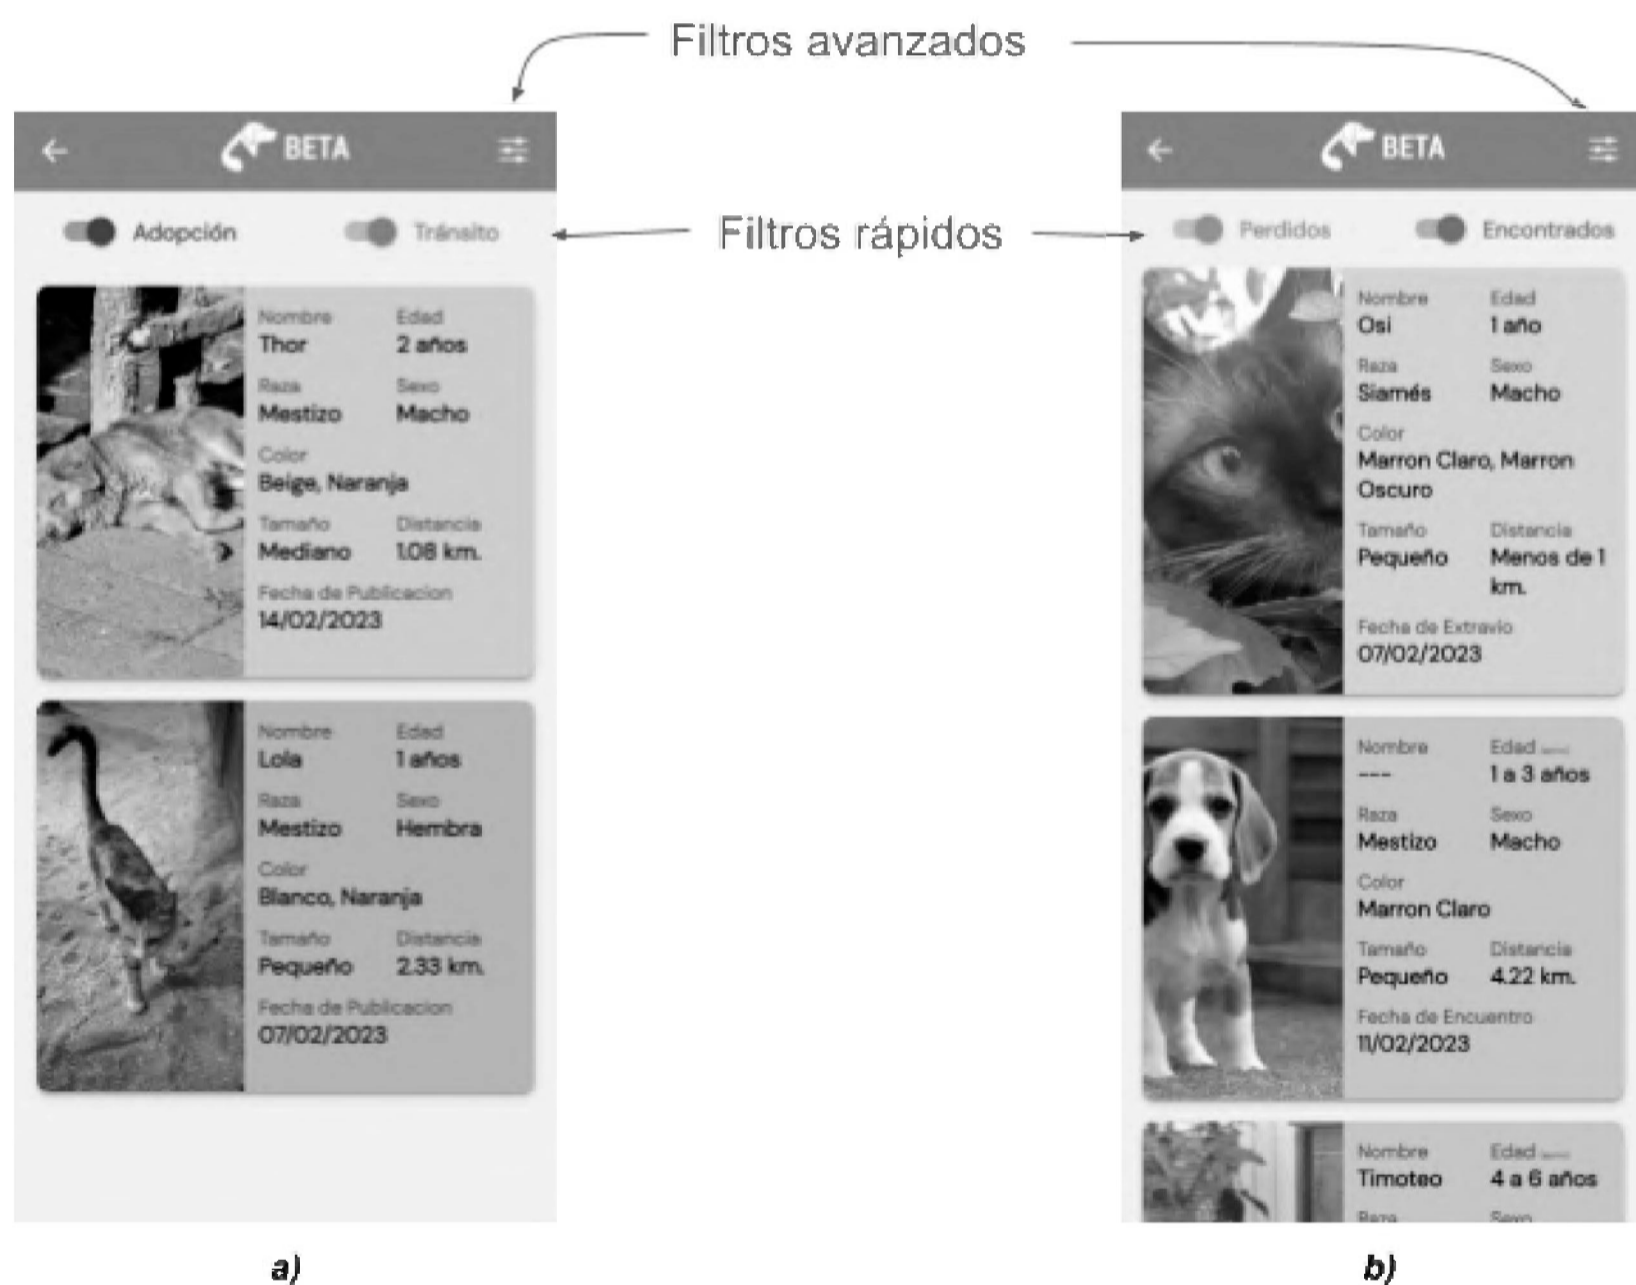 Filtros avanzados
BETA
Adopción Tránsito
Filtros rápidos
Nombre Edad
Thor 2 años
Raza Sexo
Mestizo Macho
Color
Beige, Naranja
Tamaño Distancia
Mediano 1.08 km.
Fecha de Publicacion
14/02/2023
Nombre Edad
Lola 1 años
Raza Sexo
Mestizo Hembra
Color
Blanco, Naranja
Tamaño Distancia
Pequeño 2.33 km.
Fecha de Publicacion
07/02/2023
a)
BETA
Perdidos Encontrados
Nombre Edad
Osi 1 año
Raza Sexo
Siamés Macho
Color
Marron Claro, Marron
Oscuro
Tamaño Distancia
Pequeño Menos de 1
km.
Fecha de Extravio
07/02/2023
Nombre Edad
--- 1 a 3 años
Raza Sexo
Mestizo Macho
Color
Marron Claro
Tamaño Distancia
Pequeño 4.22 km.
Fecha de Encuentro
11/02/2023
Nombre Edad
Timoteo 4 a 6 años
Raza Sexo
b)